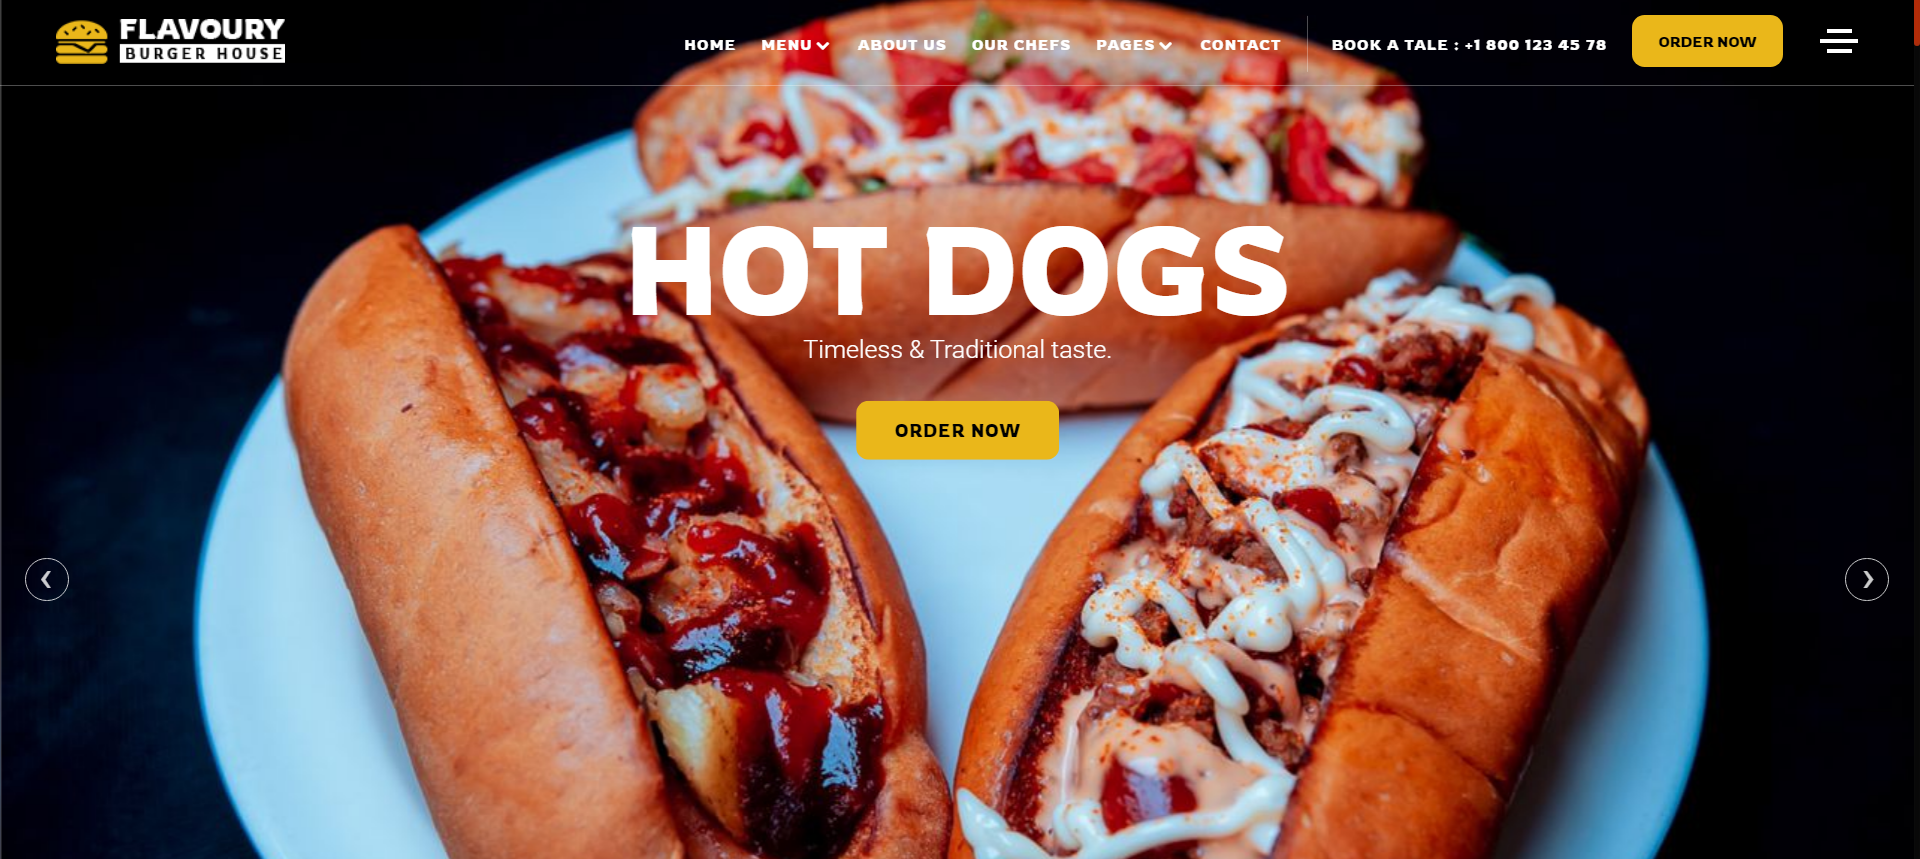 FLAVOURY
BURGER HOUSE
HOME MENU ABOUT US OUR CHEFS PAGES CONTACT BOOK A TALE : +1 800 123 45 78 ORDER NOW
HOT DOGS
Timeless & Traditional taste.
ORDER NOW